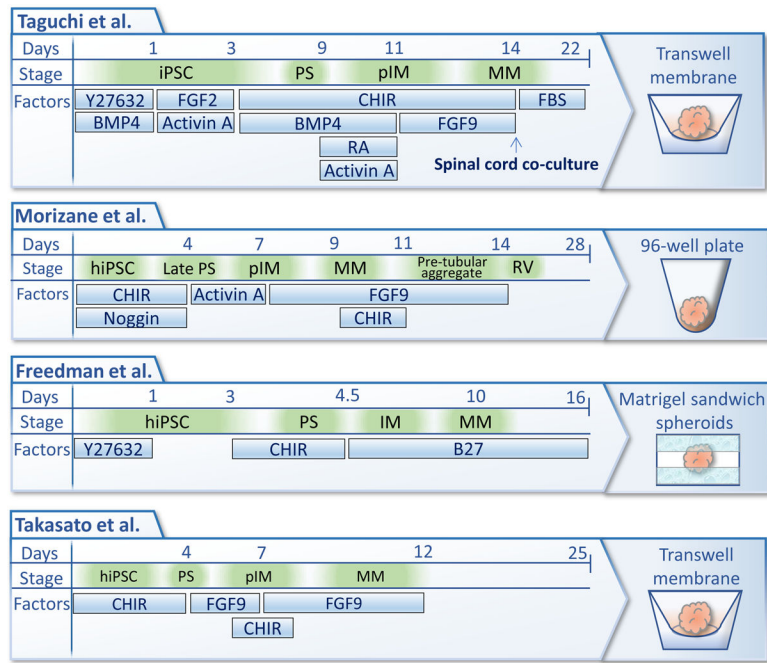 Taguchi et al.
Days 1 3 9 11 14 22
Stage iPSC PS pIM MM
Factors Y27632 FGF2 CHIR FBS
BMP4 Activin A BMP4 FGF9
RA
Activin A
Spinal cord co-culture
Transwell
membrane
Morizane et al.
Days 4 7 9 11 14 28
Stage hiPSC Late PS pIM MM Pre-tubular
aggregate RV
Factors CHIR Activin A FGF9
Noggin CHIR
96-well plate
Freedman et al.
Days 1 3 4.5 10 16
Stage hiPSC PS IM MM
Factors Y27632 CHIR B27
Matrigel sandwich
spheroids
Takasato et al.
Days 4 7 12 25
Stage hiPSC PS pIM MM
Factors CHIR FGF9 FGF9
CHIR
Transwell
membrane